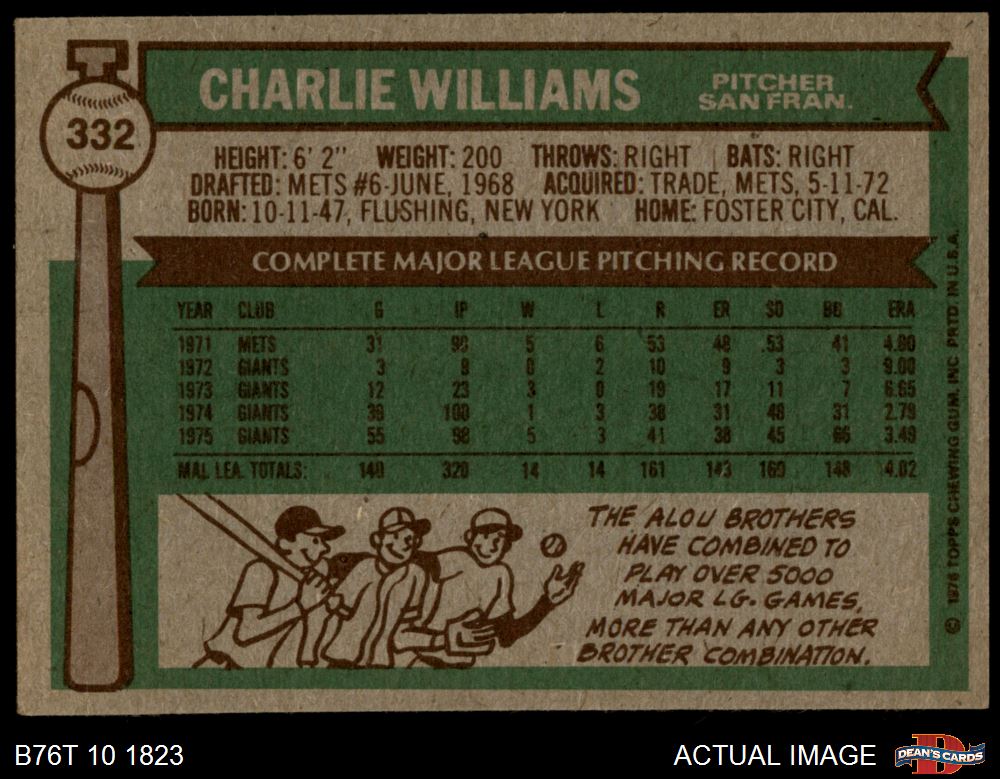 332
CHARLIE WILLIAMS
PITCHER
SAN FRAN.
HEIGHT: 6' 2" WEIGHT: 200 THROWS: RIGHT BATS: RIGHT
DRAFTED: METS #6-JUNE, 1968 ACQUIRED: TRADE, METS, 5-11-72
BORN: 10-11-47, FLUSHING, NEW YORK HOME: FOSTER CITY, CAL.
COMPLETE MAJOR LEAGUE PITCHING RECORD
YEAR CLUB G IP W L R ER SO BB ERA
1971 METS 31 90 5 6 53 48 53 41 4.80
1972 GIANTS 3 9 0 2 10 9 3 3 9.00
1973 GIANTS 12 23 3 0 19 17 11 7 6.65
1974 GIANTS 39 100 1 3 38 31 48 31 2.79
1975 GIANTS 55 98 5 3 41 38 45 66 3.49
MAJ. LEA. TOTALS: 140 320 14 14 161 143 160 148 4.02
THE ALOU BROTHERS
HAVE COMBINED TO
PLAY OVER 5000
MAJOR LG. GAMES,
MORE THAN ANY OTHER
BROTHER COMBINATION.
© 1976 TOPPS CHEWING GUM, INC PRTD IN U.S.A.
B76T 10 1823
ACTUAL IMAGE
DEAN'S CARDS